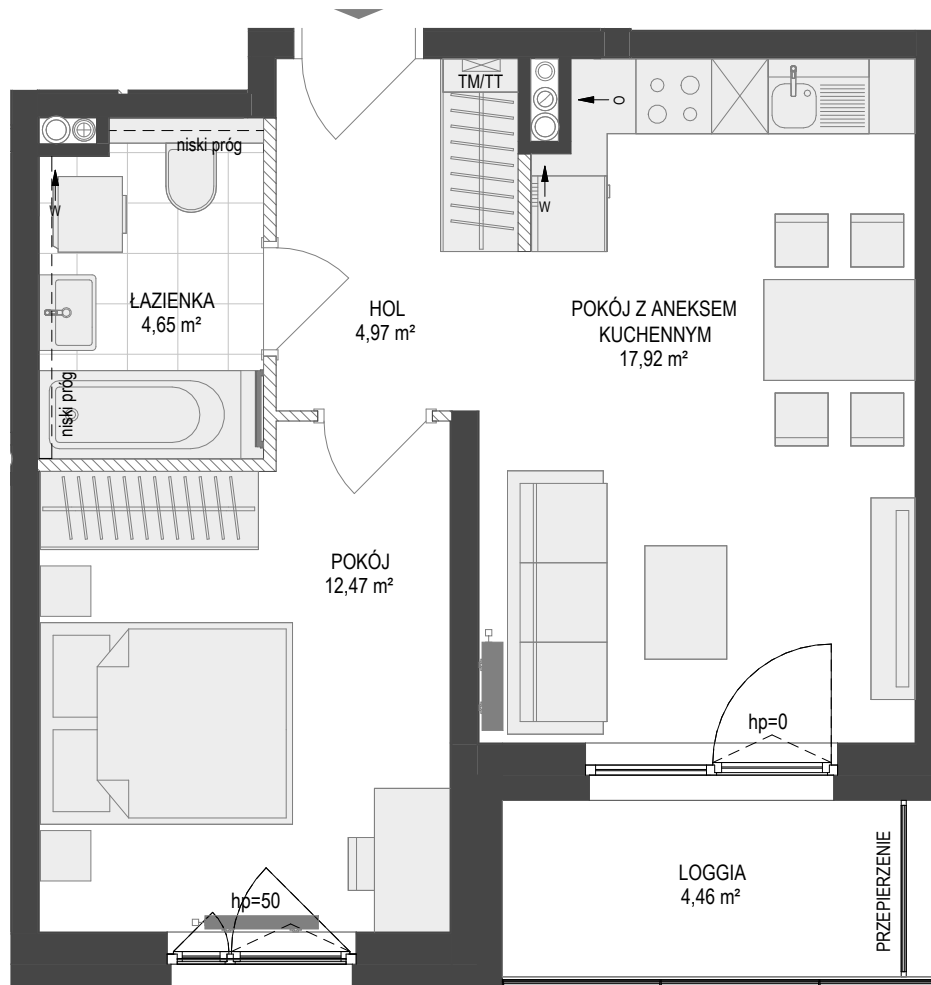 TM/TT
O
niski próg
W
W
ŁAZIENKA
4,65 m²
HOL
4,97 m²
POKÓJ Z ANEKSEM
KUCHENNYM
17,92 m²
niski próg
POKÓJ
12,47 m²
hp=0
LOGGIA
4,46 m²
PRZEPIERZENIE
hp=50